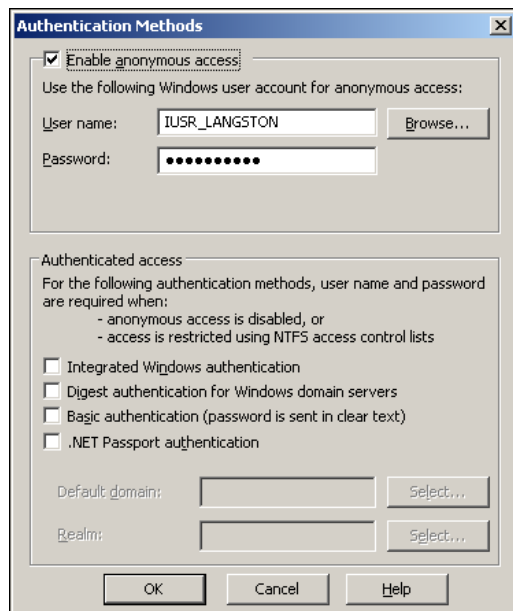 Authentication Methods
Enable anonymous access
Use the following Windows user account for anonymous access:
User name: IUSR_LANGSTON Browse...
Password: ●●●●●●●●●●
Authenticated access
For the following authentication methods, user name and password
are required when:
- anonymous access is disabled, or
- access is restricted using NTFS access control lists
Integrated Windows authentication
Digest authentication for Windows domain servers
Basic authentication (password is sent in clear text)
.NET Passport authentication
Default domain: Select...
Realm: Select...
OK Cancel Help